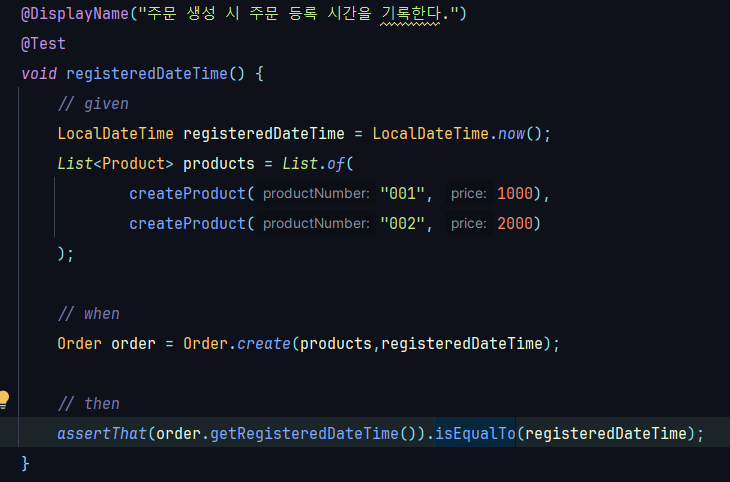 @DisplayName("주문 생성 시 주문 등록 시간을 기록한다.")
@Test
void registeredDateTime() {
// given
LocalDateTime registeredDateTime = LocalDateTime.now();
List<Product> products = List.of(
createProduct( productNumber: "001", price: 1000),
createProduct( productNumber: "002", price: 2000)
);
// when
Order order = Order.create(products,registeredDateTime);
// then
assertThat(order.getRegisteredDateTime()).isEqualTo(registeredDateTime);
}